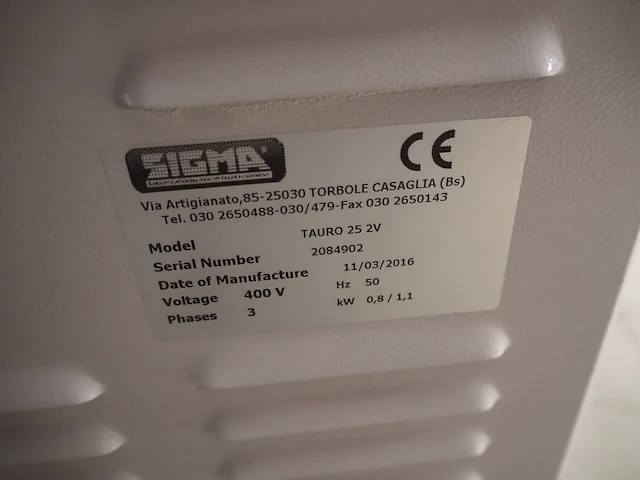 SIGMA
CE
Via Artigianato,85-25030 TORBOLE CASAGLIA (Bs)
Tel. 030 2650488-030/479-Fax 030 2650143
Model TAURO 25 2V
Serial Number 2084902
Date of Manufacture 11/03/2016
Voltage 400 V Hz 50
Phases 3 kW 0,8 / 1,1